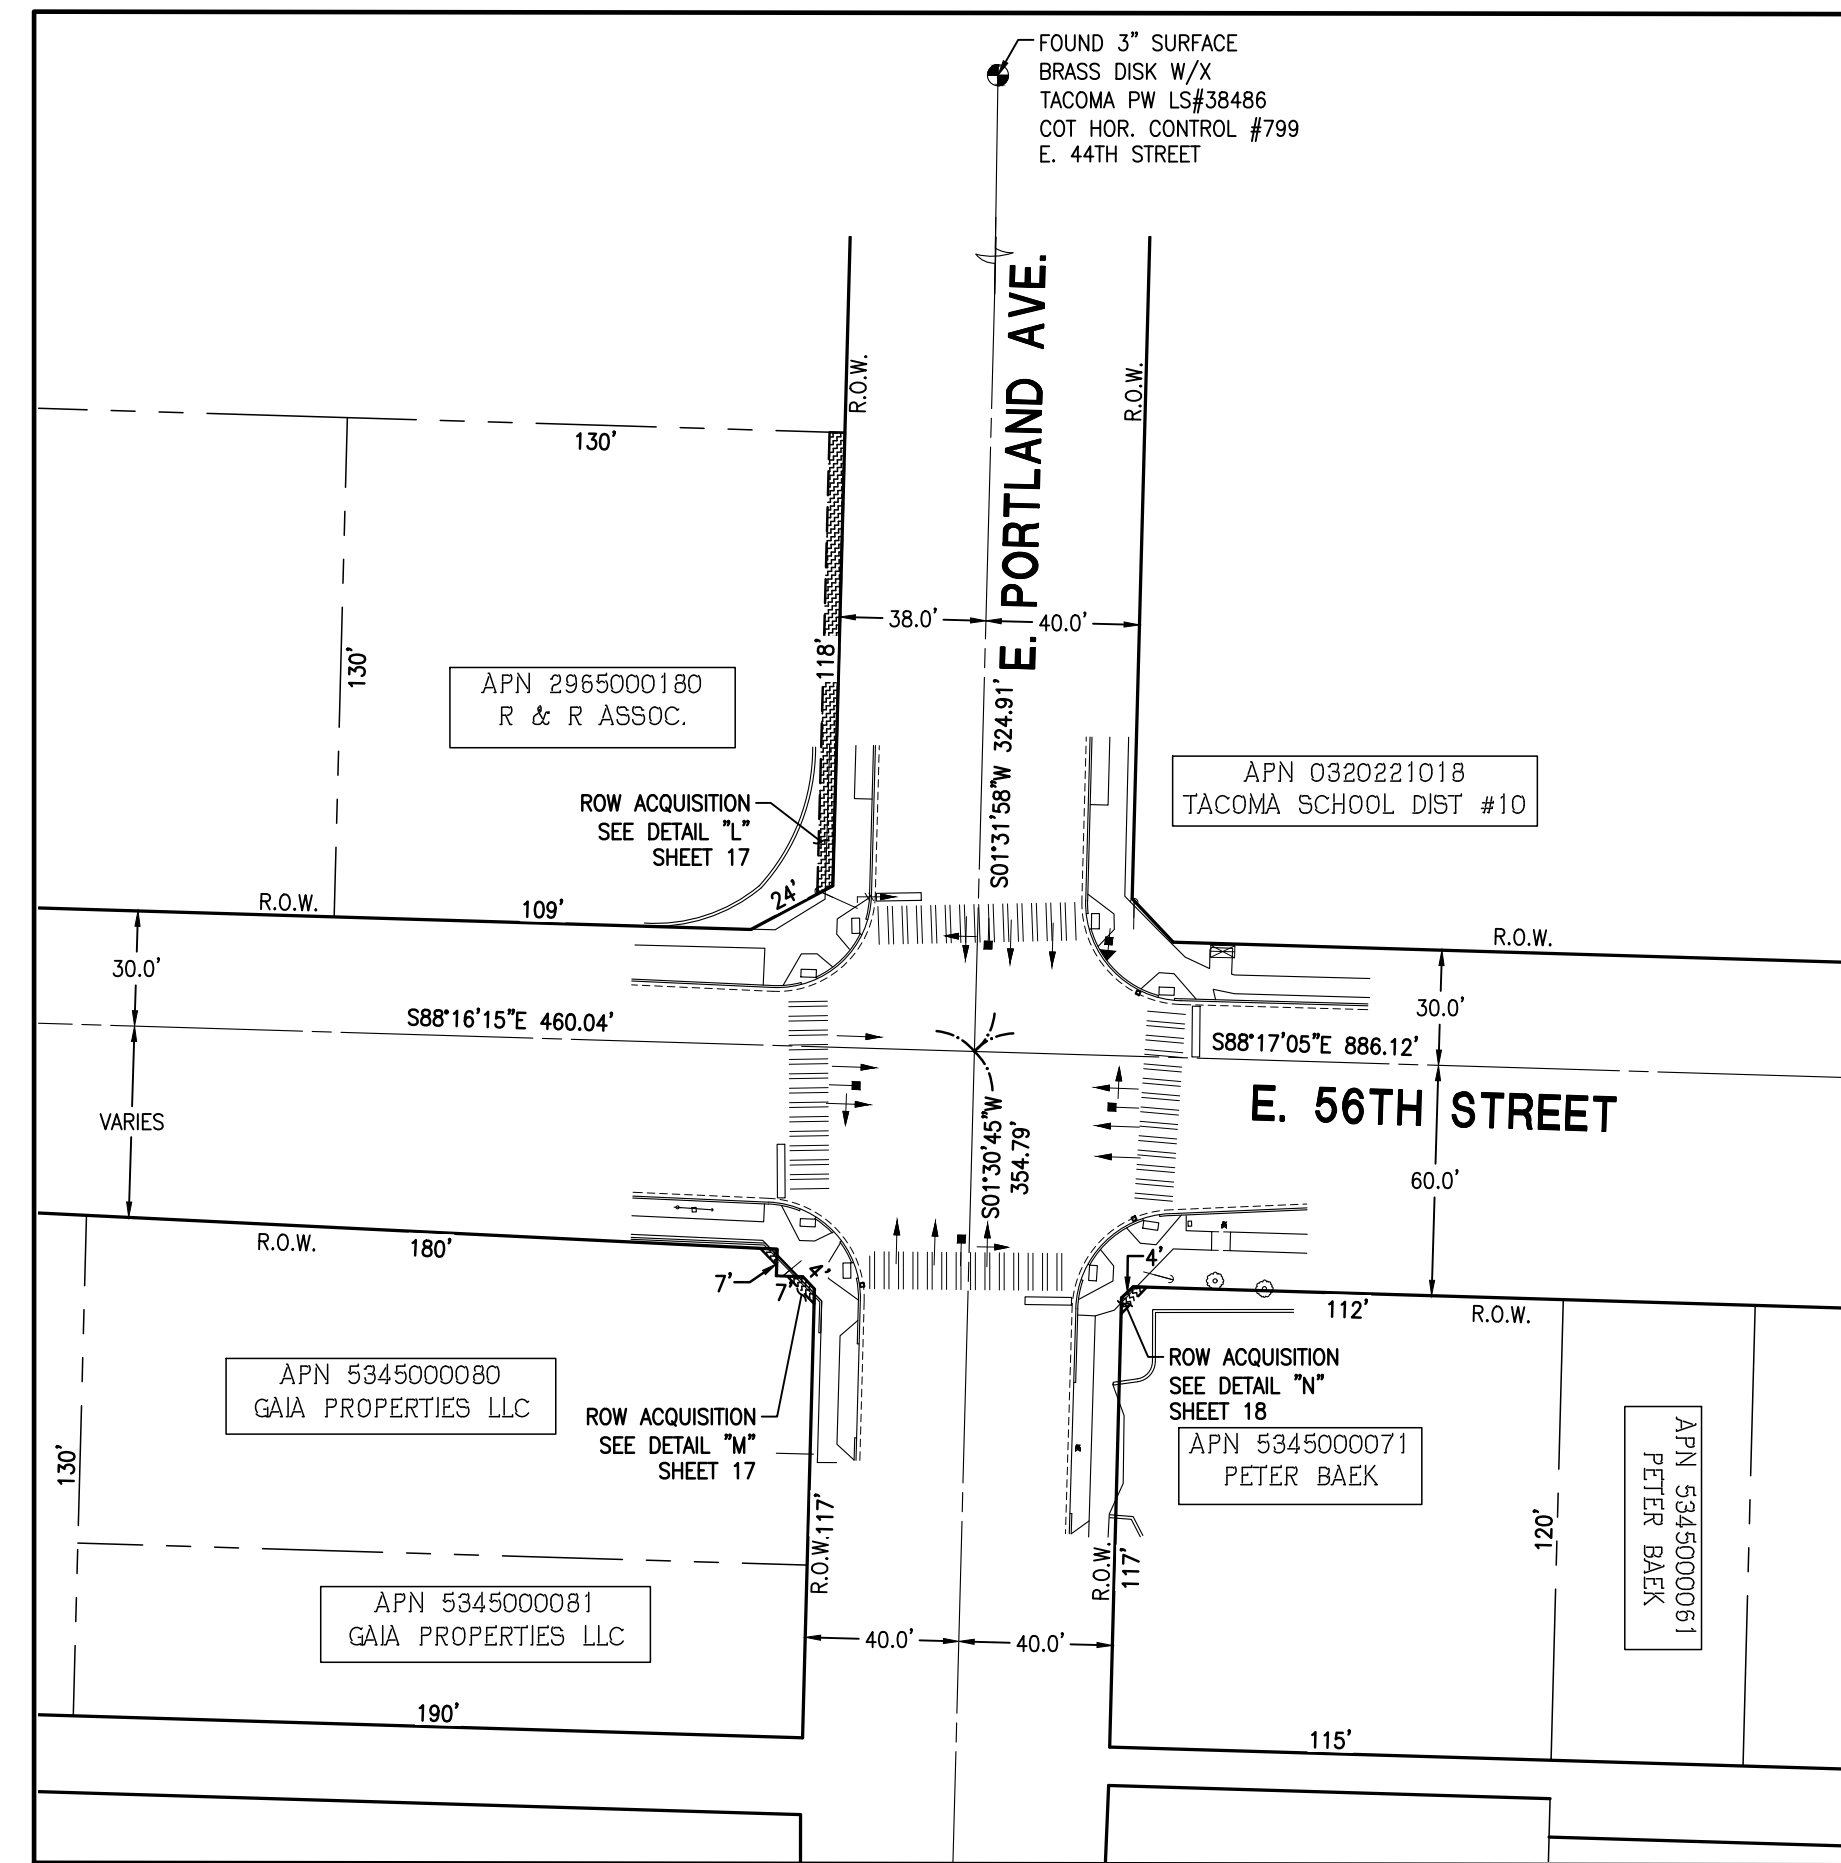 FOUND 3" SURFACE
BRASS DISK W/X
TACOMA PW LS#38486
COT HOR. CONTROL #799
E. 44TH STREET
E. PORTLAND AVE.
R.O.W.
R.O.W.
130'
130'
118'
38.0'
40.0'
APN 2965000180
R & R ASSOC.
S01°31'58"W 324.91'
APN 0320221018
TACOMA SCHOOL DIST #10
ROW ACQUISITION
SEE DETAIL "L"
SHEET 17
24'
R.O.W.
109'
R.O.W.
30.0'
30.0'
S88°16'15"E 460.04'
S88°17'05"E 886.12'
E. 56TH STREET
VARIES
S01°30'45"W
354.79'
60.0'
R.O.W.
180'
7'
7'
4'
4'
112'
R.O.W.
ROW ACQUISITION
SEE DETAIL "N"
SHEET 18
APN 5345000080
GAIA PROPERTIES LLC
ROW ACQUISITION
SEE DETAIL "M"
SHEET 17
APN 5345000071
PETER BAEK
APN 5345000061
PETER BAEK
130'
R.O.W.
117'
R.O.W.
117'
120'
APN 5345000081
GAIA PROPERTIES LLC
40.0'
40.0'
190'
115'